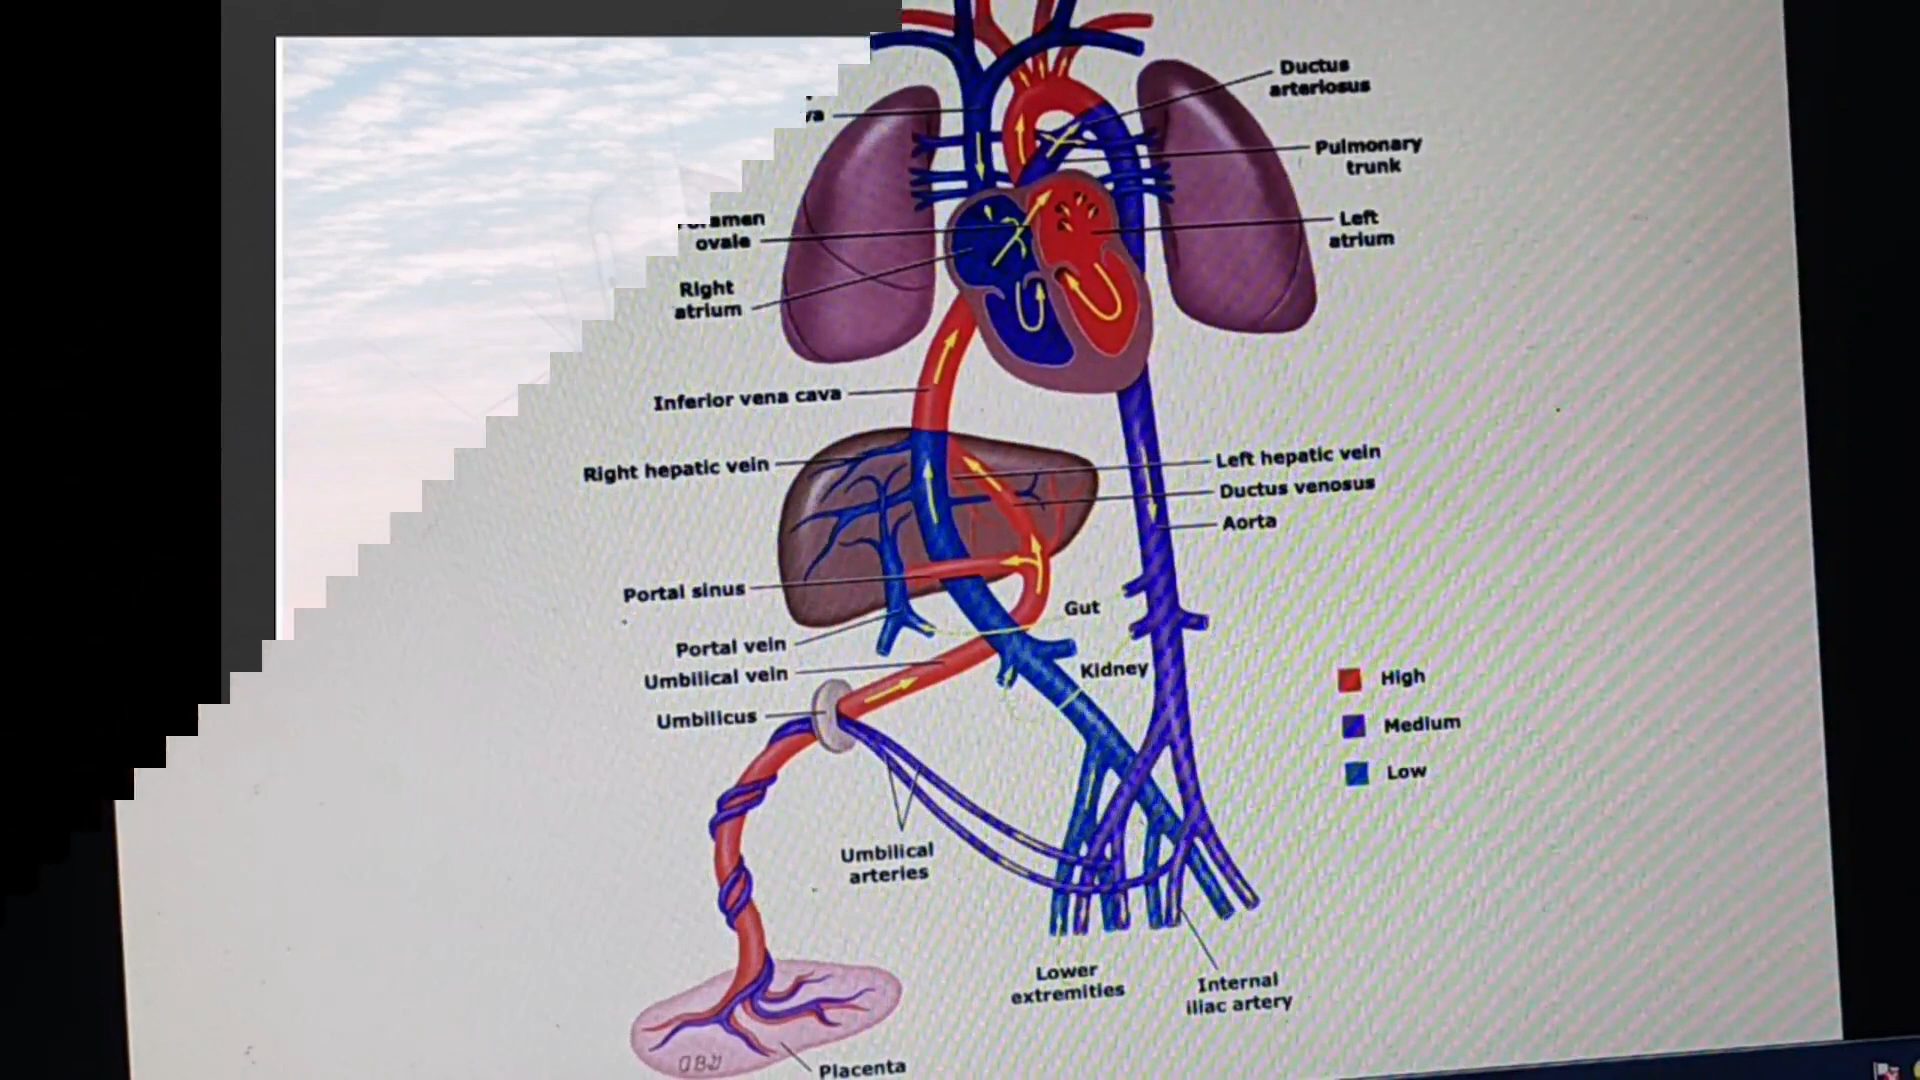 Ductus
arteriosus
Pulmonary
trunk
ovale
Left
atrium
Right
atrium
Inferior vena cava
Right hepatic vein
Left hepatic vein
Ductus venosus
Aorta
Portal sinus
Gut
Portal vein
Kidney
Umbilical vein
High
Umbilicus
Medium
Low
Umbilical
arteries
Lower
extremities
Internal
iliac artery
Placenta